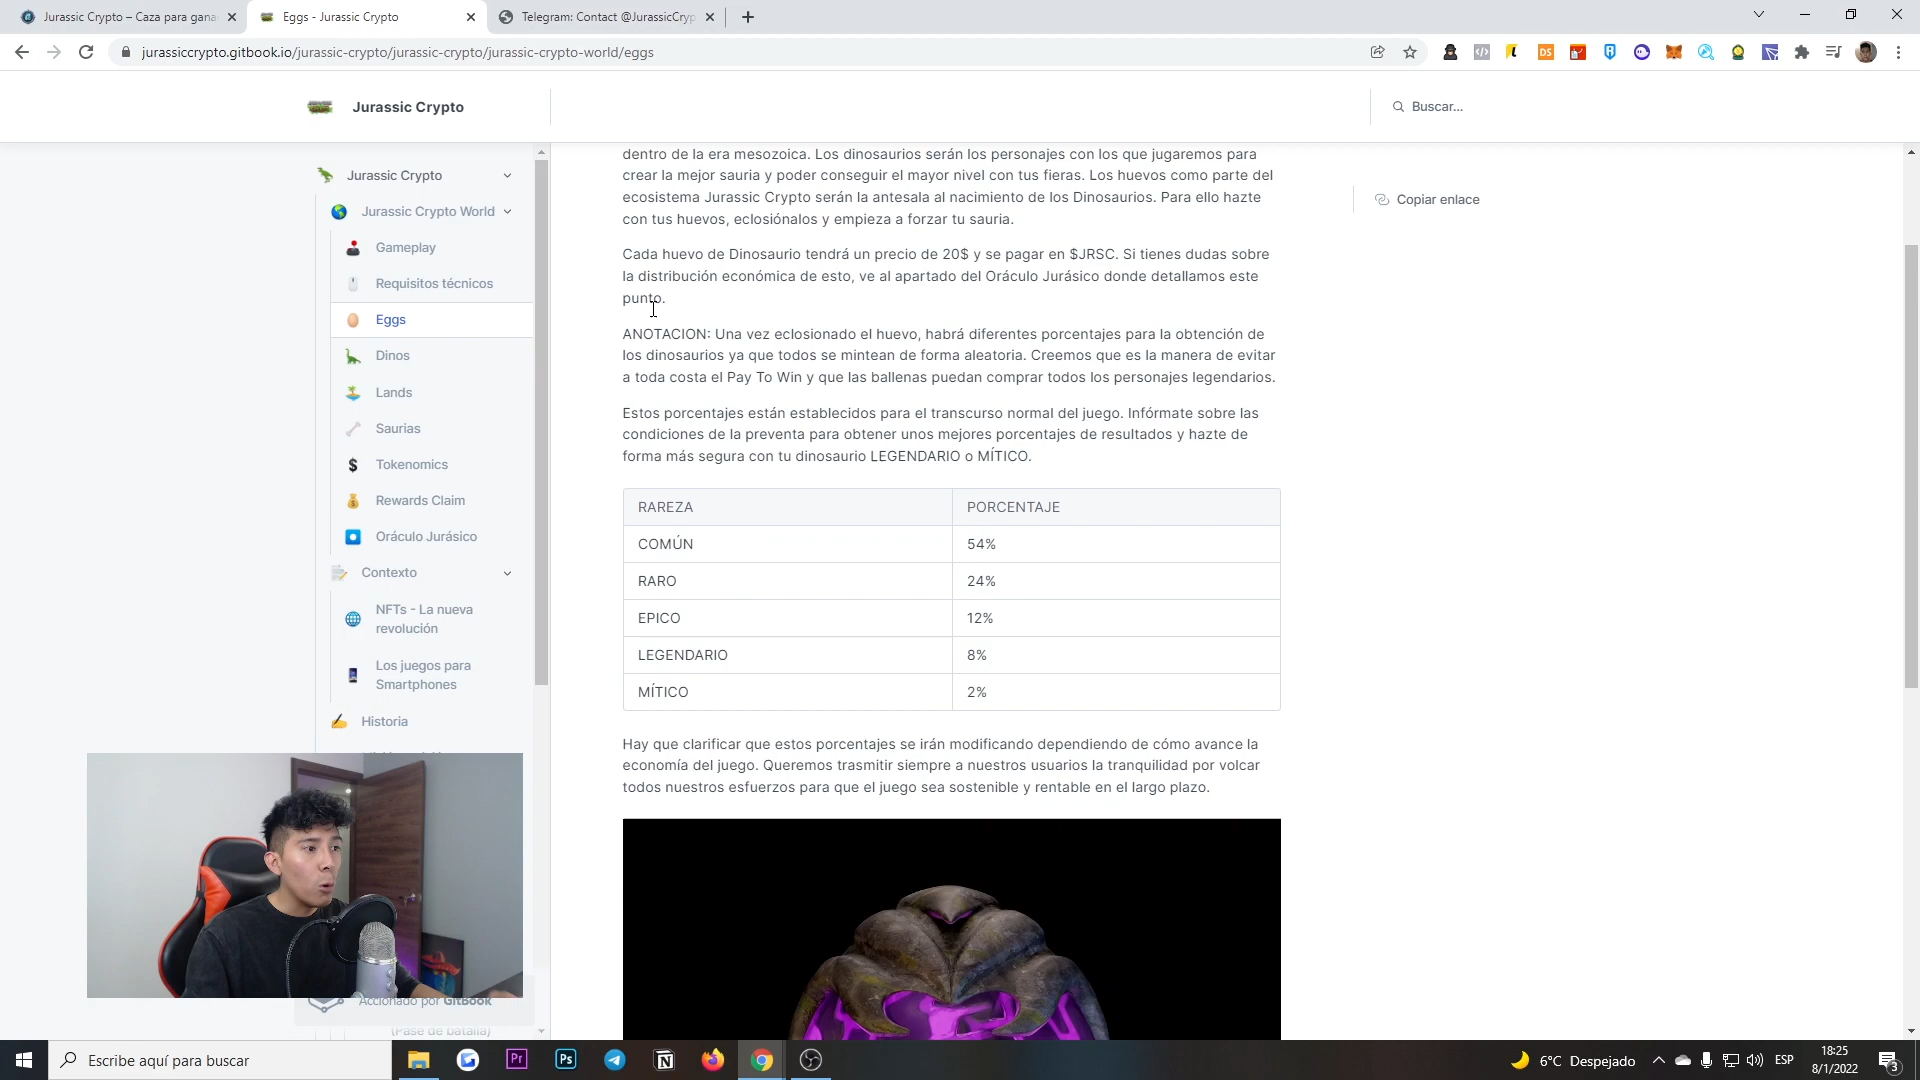 Jurassic Crypto – Caza para gana
Eggs - Jurassic Crypto
Telegram: Contact @JurassicCryp
jurassiccrypto.gitbook.io/jurassic-crypto/jurassic-crypto/jurassic-crypto-world/eggs
Jurassic Crypto
Buscar...
Jurassic Crypto
Jurassic Crypto World
Gameplay
Requisitos técnicos
Eggs
Dinos
Lands
Saurias
Tokenomics
Rewards Claim
Oráculo Jurásico
Contexto
NFTs - La nueva
revolución
Los juegos para
Smartphones
Historia
Accionado por GitBook
(Pase de batalla)
dentro de la era mesozoica. Los dinosaurios serán los personajes con los que jugaremos para
crear la mejor sauria y poder conseguir el mayor nivel con tus fieras. Los huevos como parte del
ecosistema Jurassic Crypto serán la antesala al nacimiento de los Dinosaurios. Para ello hazte
con tus huevos, eclosiónalos y empieza a forzar tu sauria.
Cada huevo de Dinosaurio tendrá un precio de 20$ y se pagar en $JRSC. Si tienes dudas sobre
la distribución económica de esto, ve al apartado del Oráculo Jurásico donde detallamos este
punto.
ANOTACION: Una vez eclosionado el huevo, habrá diferentes porcentajes para la obtención de
los dinosaurios ya que todos se mintean de forma aleatoria. Creemos que es la manera de evitar
a toda costa el Pay To Win y que las ballenas puedan comprar todos los personajes legendarios.
Estos porcentajes están establecidos para el transcurso normal del juego. Infórmate sobre las
condiciones de la preventa para obtener unos mejores porcentajes de resultados y hazte de
forma más segura con tu dinosaurio LEGENDARIO o MÍTICO.
RAREZA PORCENTAJE
COMÚN 54%
RARO 24%
EPICO 12%
LEGENDARIO 8%
MÍTICO 2%
Hay que clarificar que estos porcentajes se irán modificando dependiendo de cómo avance la
economía del juego. Queremos trasmitir siempre a nuestros usuarios la tranquilidad por volcar
todos nuestros esfuerzos para que el juego sea sostenible y rentable en el largo plazo.
Copiar enlace
Escribe aquí para buscar
Pr
Ps
6°C Despejado
ESP
18:25
8/1/2022
3